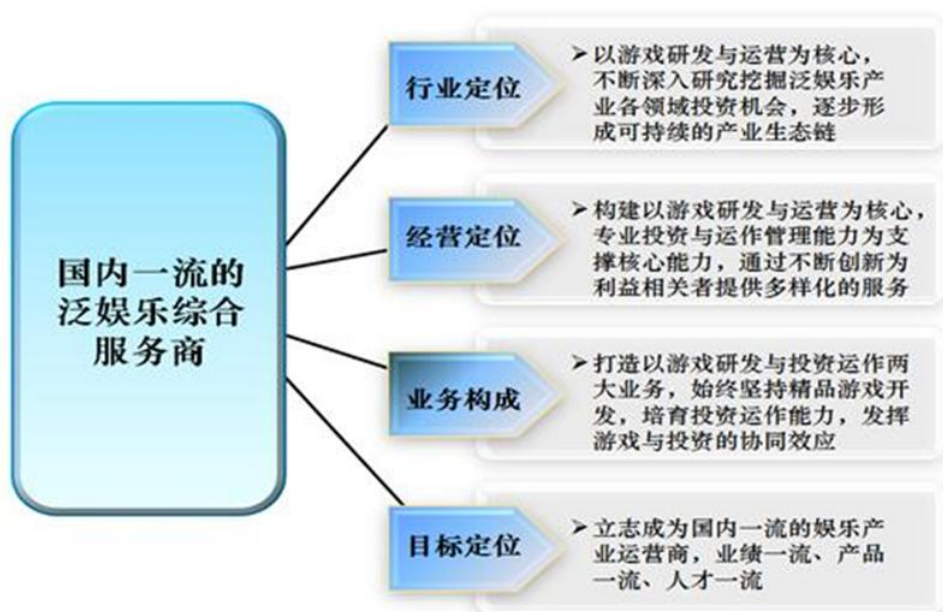 国内一流的
泛娱乐综合
服务商
行业定位
➤以游戏研发与运营为核心，
不断深入研究挖掘泛娱乐产
业各领域投资机会，逐步形
成可持续的产业生态链
经营定位
➤构建以游戏研发与运营为核心，
专业投资与运作管理能力为支
撑核心能力，通过不断创新为
利益相关者提供多样化的服务
业务构成
➤打造以游戏研发与投资运作两
大业务，始终坚持精品游戏开
发，培育投资运作能力，发挥
游戏与投资的协同效应
目标定位
➤立志成为国内一流的娱乐产
业运营商，业绩一流、产品
一流、人才一流